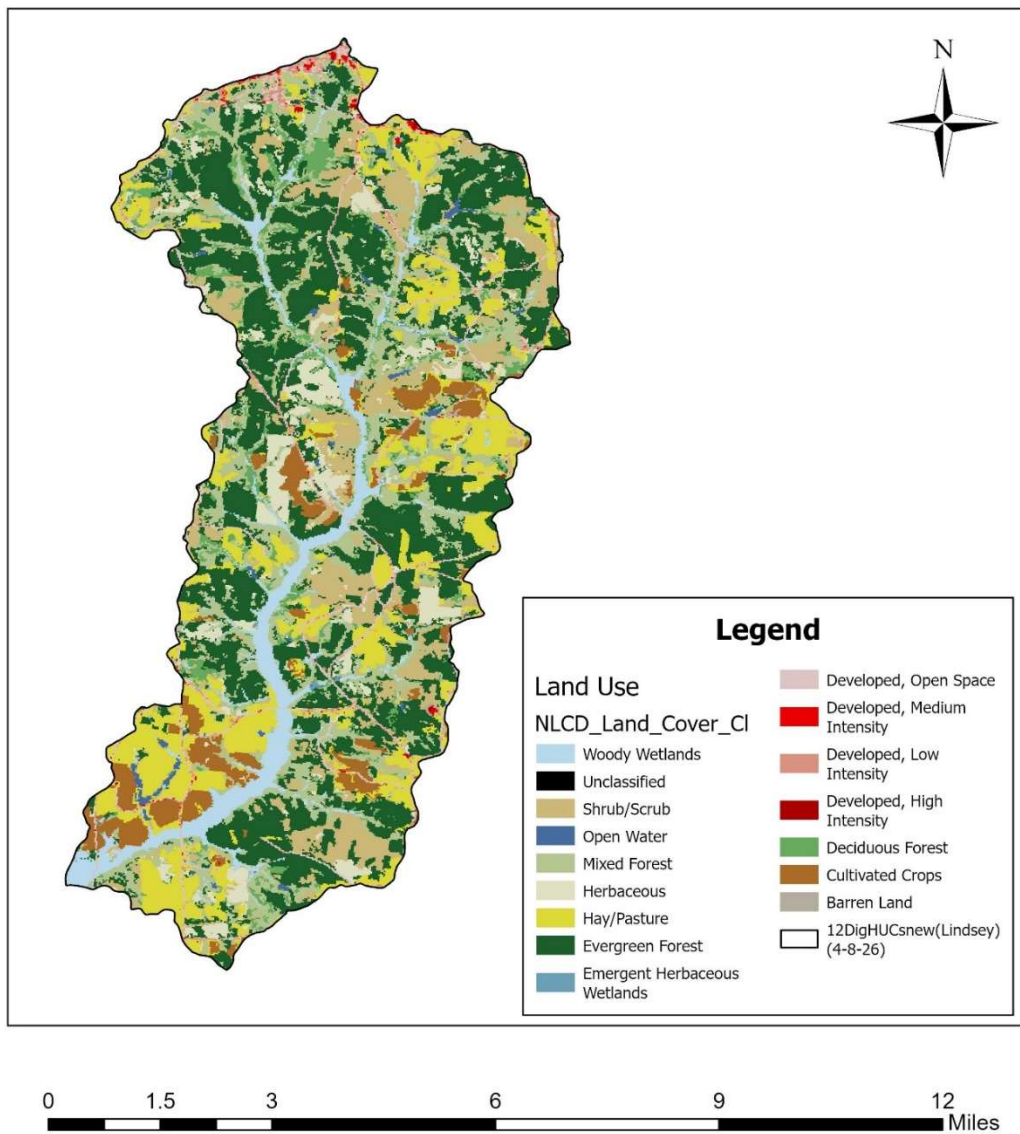 N
Legend
Land Use
NLCD_Land_Cover_Cl
Woody Wetlands
Unclassified
Shrub/Scrub
Open Water
Mixed Forest
Herbaceous
Hay/Pasture
Evergreen Forest
Emergent Herbaceous
Wetlands
Developed, Open Space
Developed, Medium
Intensity
Developed, Low
Intensity
Developed, High
Intensity
Deciduous Forest
Cultivated Crops
Barren Land
12DigHUCsnew(Lindsey)
(4-8-26)
0 1.5 3 6 9 12
Miles